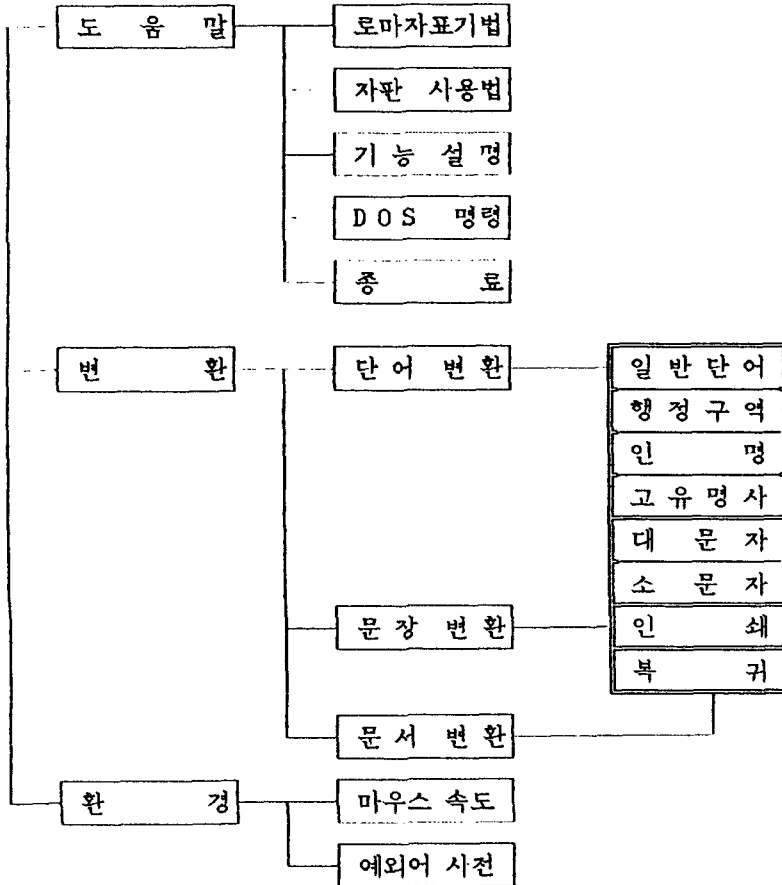 도 움 말
로마자표기법
자판 사용법
기 능 설 명
D O S 명령
종 료
변 환
단 어 변 환
일 반 단 어
행 정 구 역
인 명
고 유 명 사
대 문 자
소 문 자
문 장 변 환
인 쇄
복 귀
문 서 변 환
환 경
마우스 속도
예외어 사전